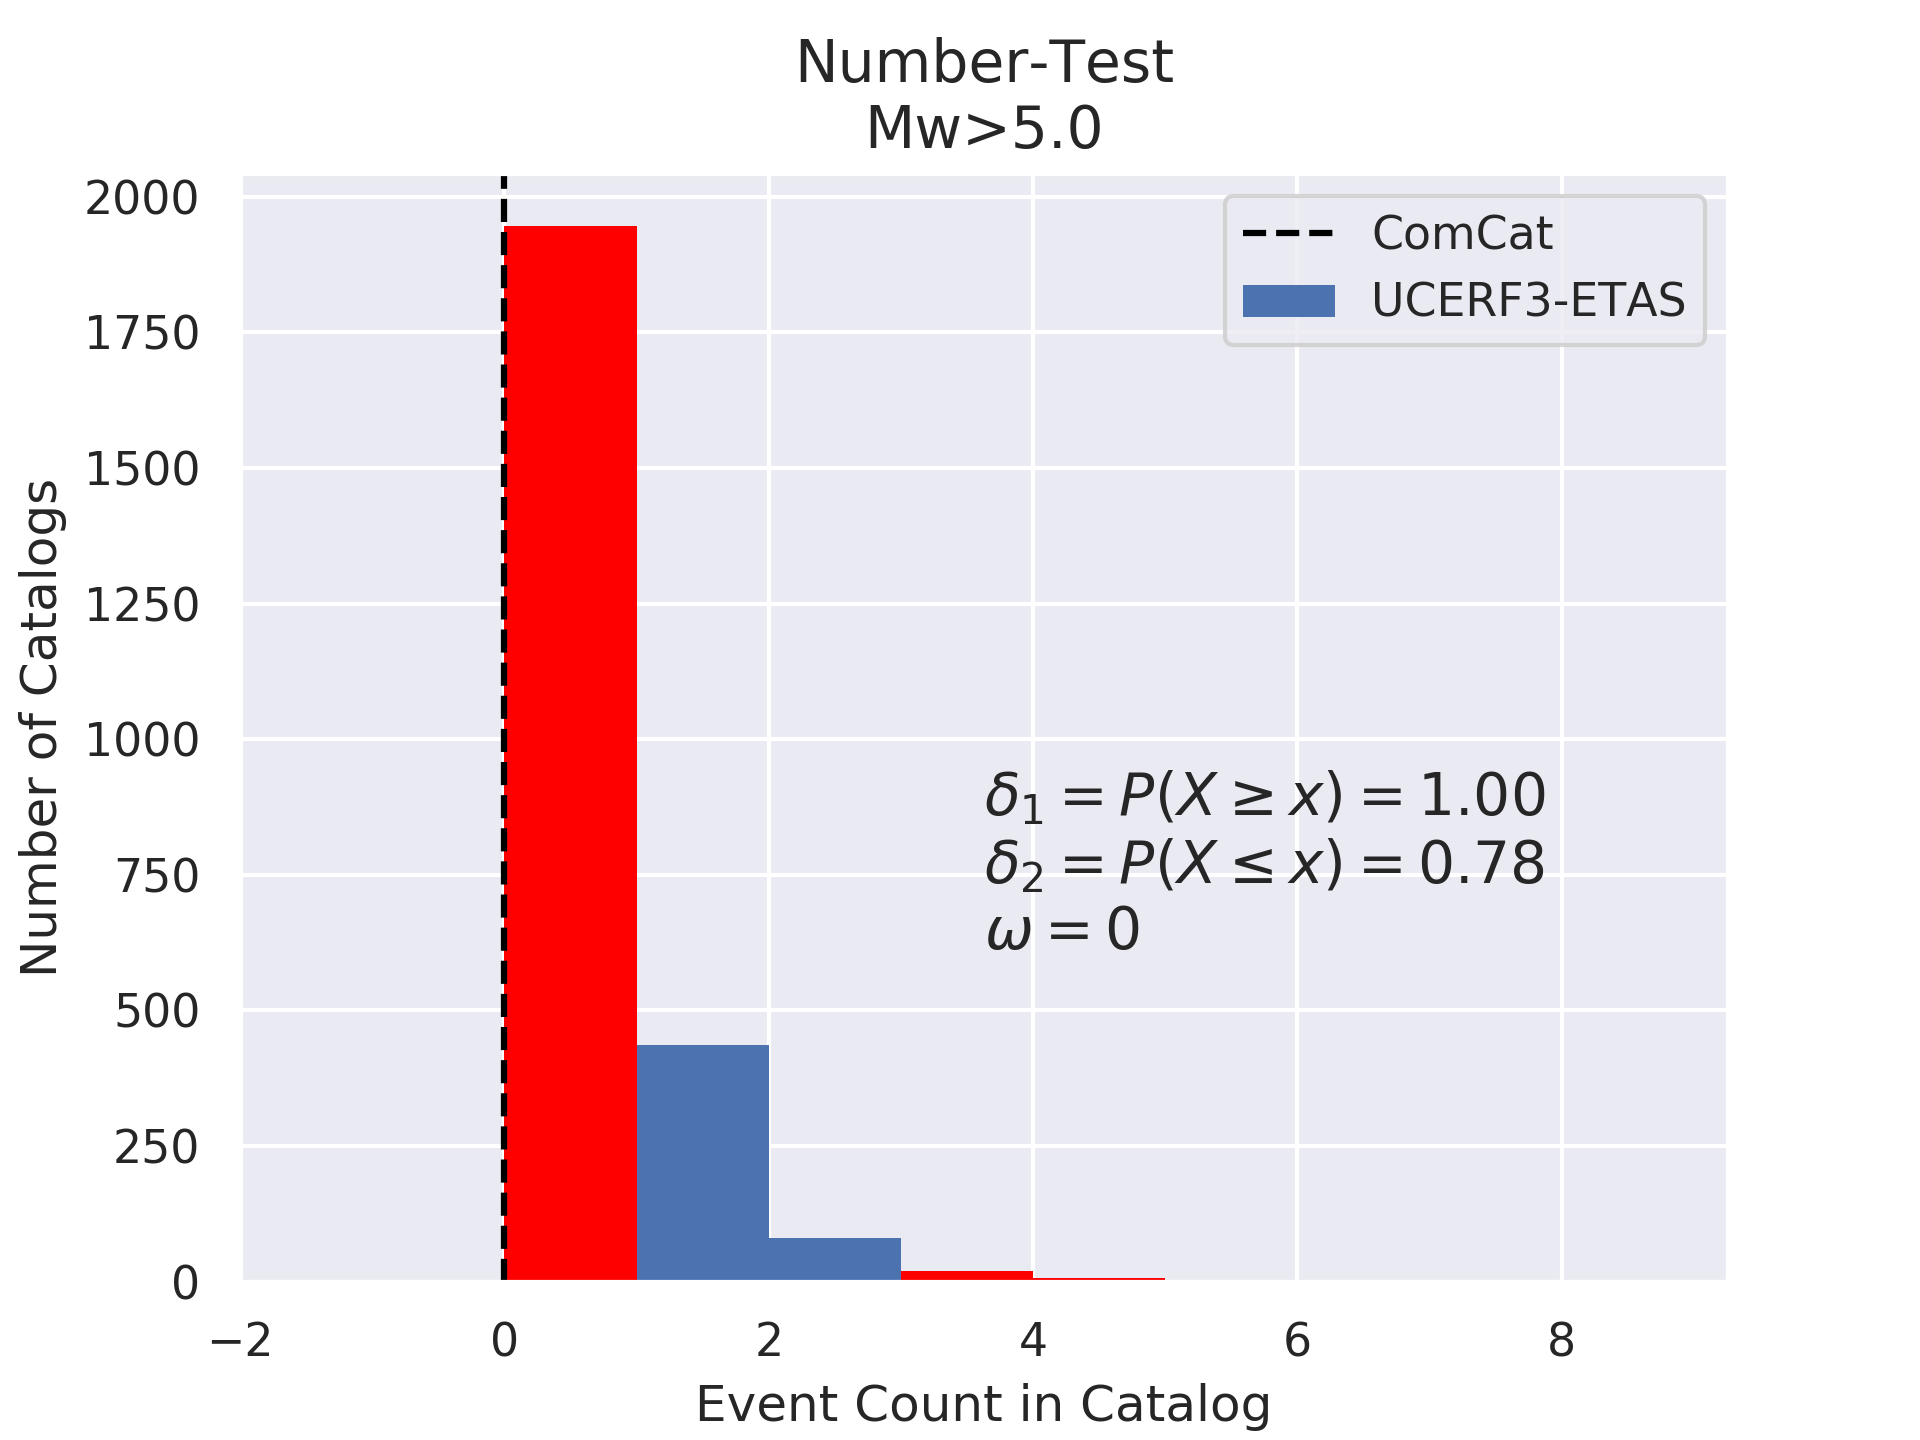 Number-Test
Mw>5.0
2000
1750
1500
1250
1000
750
500
250
0
Number of Catalogs
ComCat
UCERF3-ETAS
δ₁ = P(X ≥ x) = 1.00
δ₂ = P(X ≤ x) = 0.78
ω = 0
−2 0 2 4 6 8
Event Count in Catalog